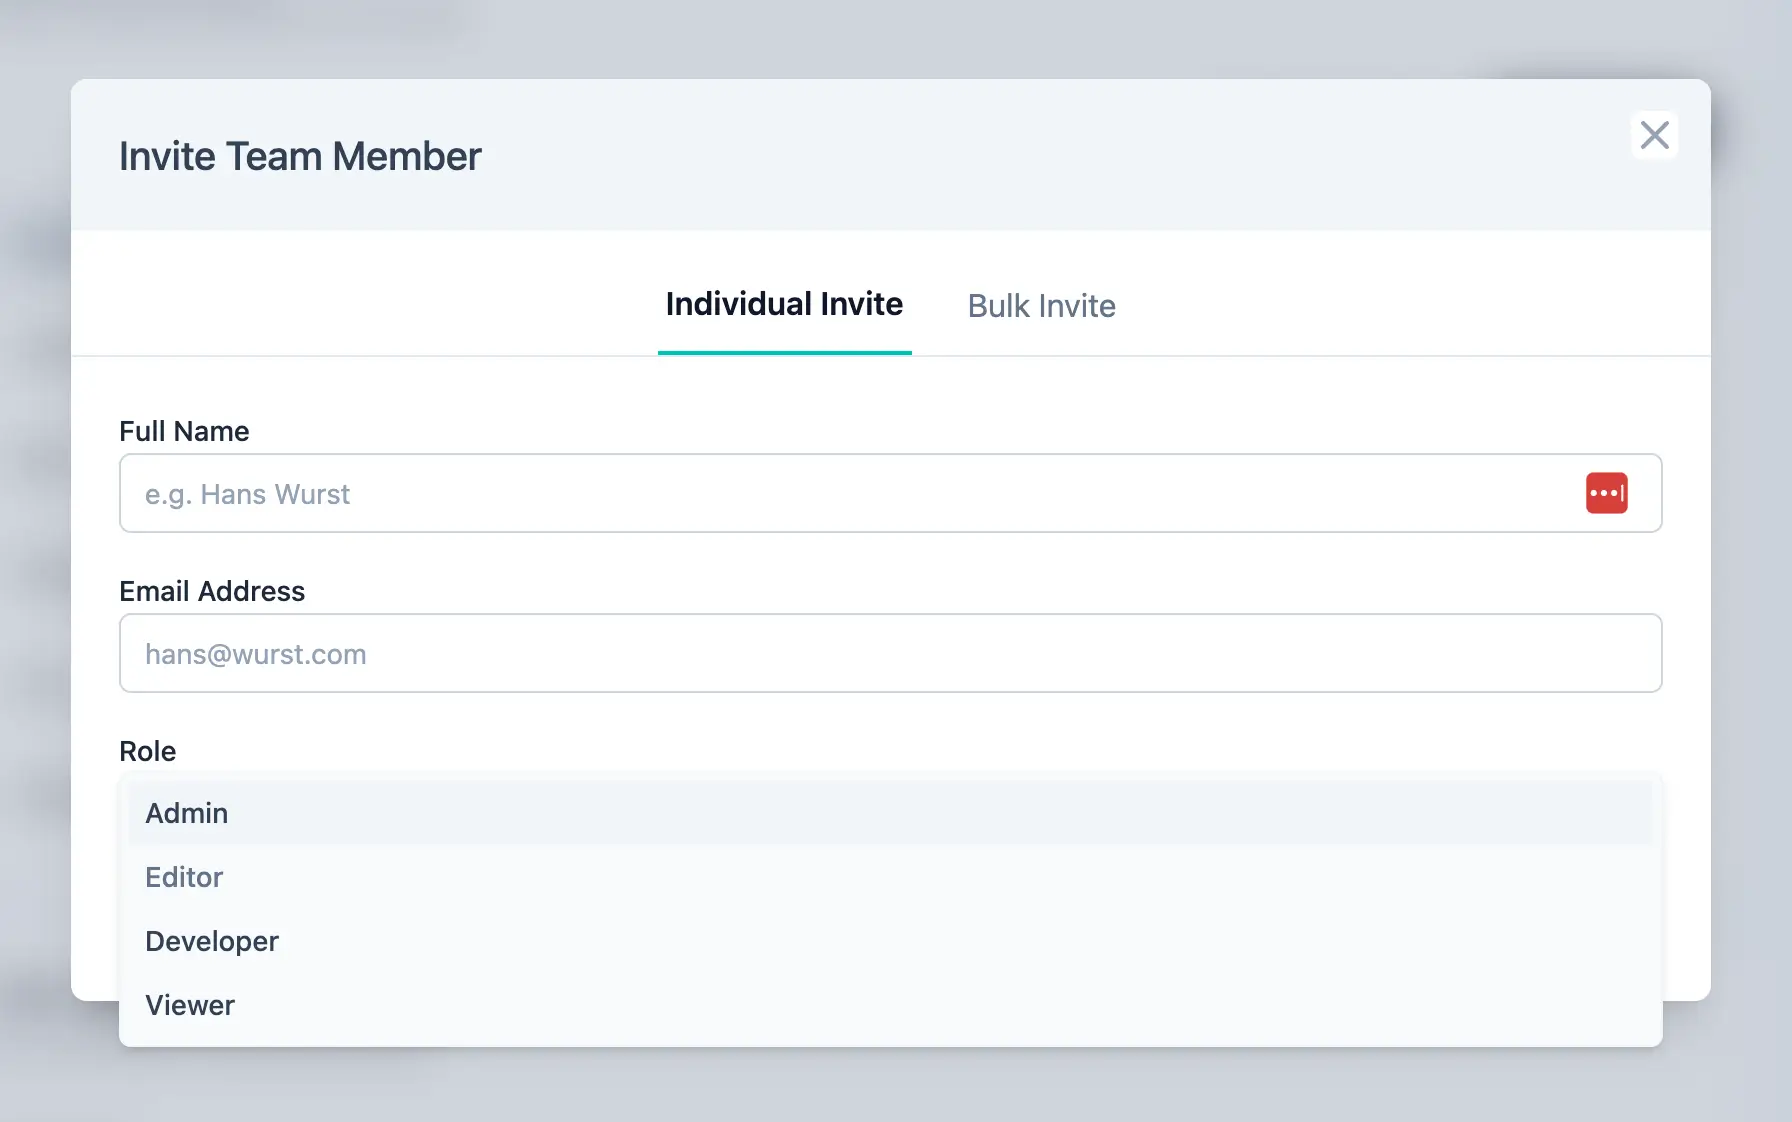 Invite Team Member
Individual Invite
Bulk Invite
Full Name
e.g. Hans Wurst
Email Address
hans@wurst.com
Role
Admin
Editor
Developer
Viewer